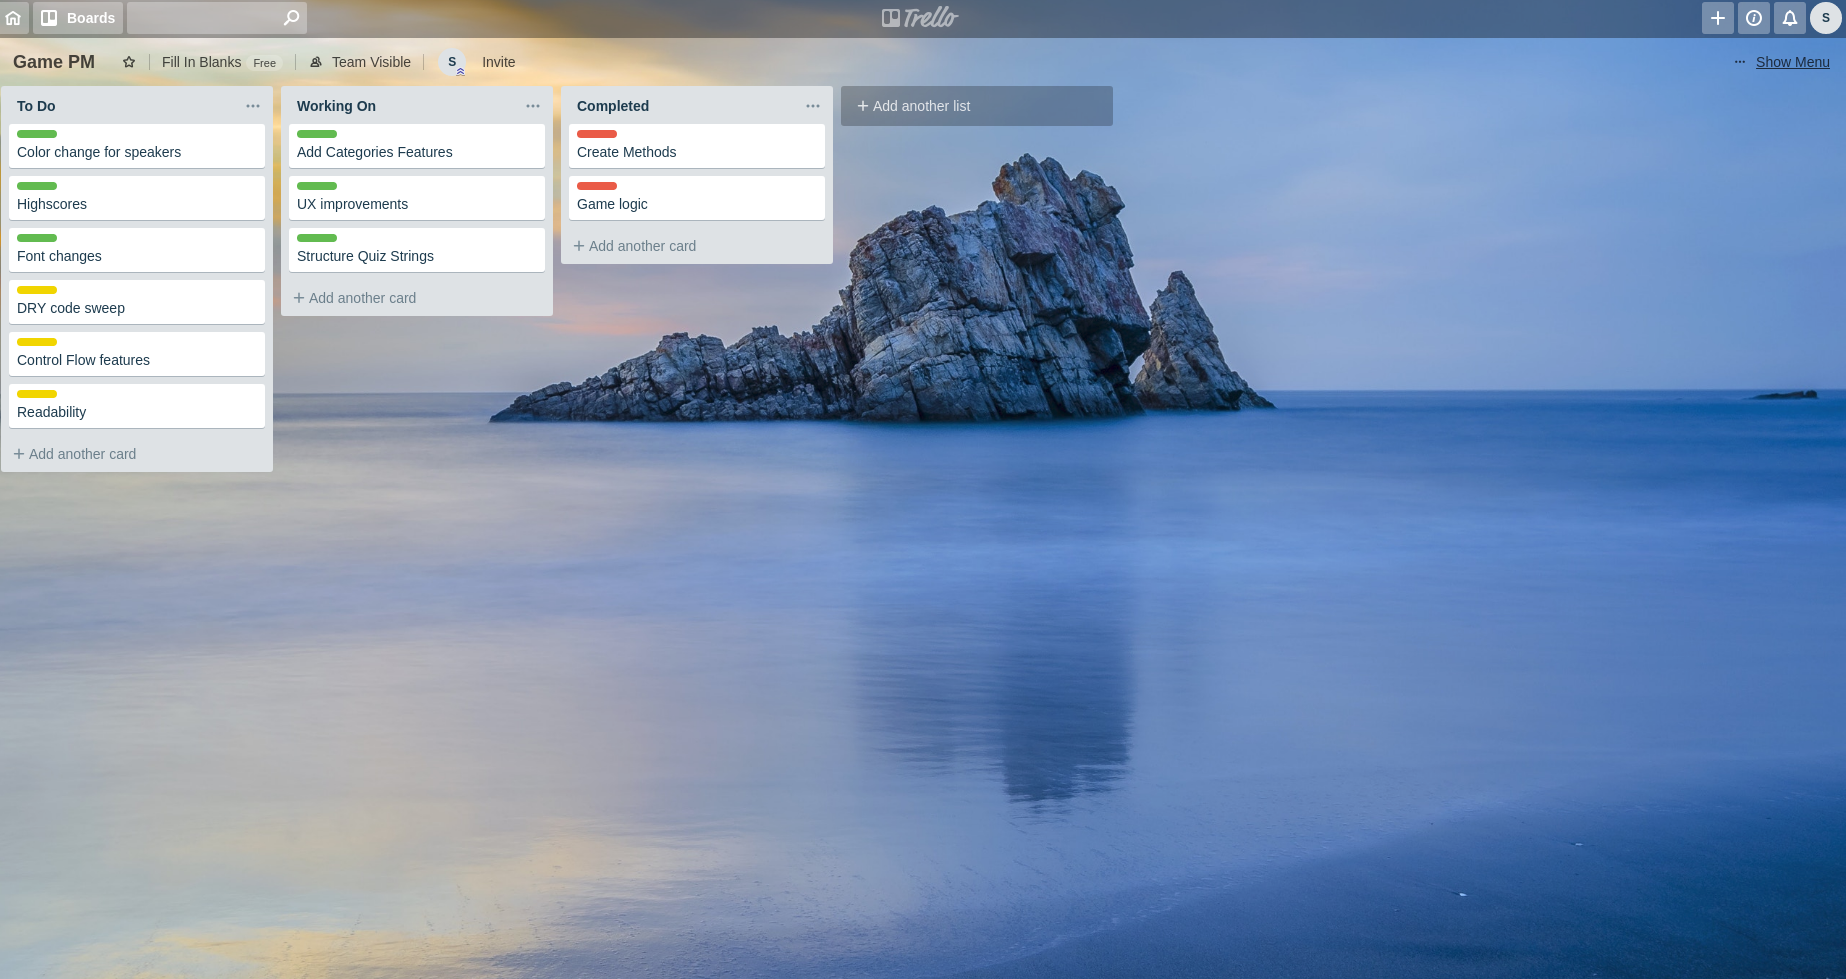 Boards
Trello
S
Game PM
Fill In Blanks Free
Team Visible
S
Invite
Show Menu
To Do
Color change for speakers
Highscores
Font changes
DRY code sweep
Control Flow features
Readability
Add another card
Working On
Add Categories Features
UX improvements
Structure Quiz Strings
Add another card
Completed
Create Methods
Game logic
Add another card
Add another list